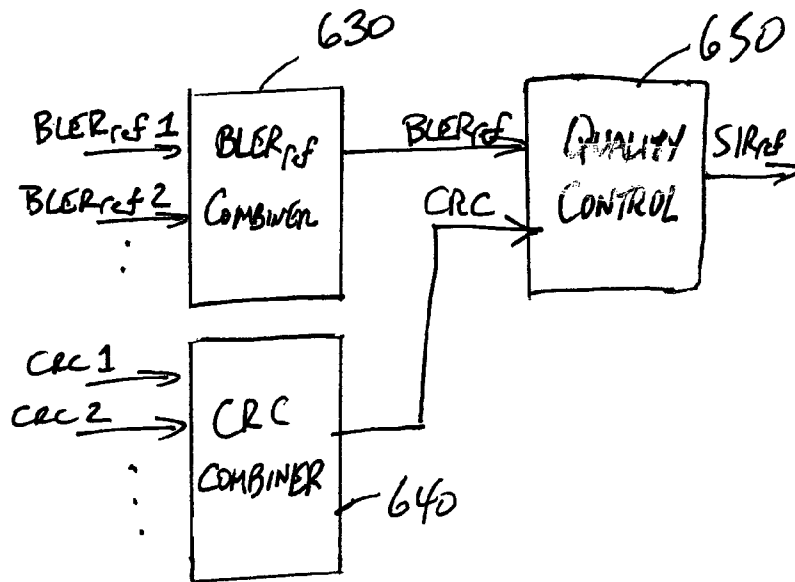 630
650
BLERref 1
BLERref 2
BLERref
COMBINER
BLERref
CRC
QUALITY
CONTROL
SIRref
CRC 1
CRC 2
CRC
COMBINER
640